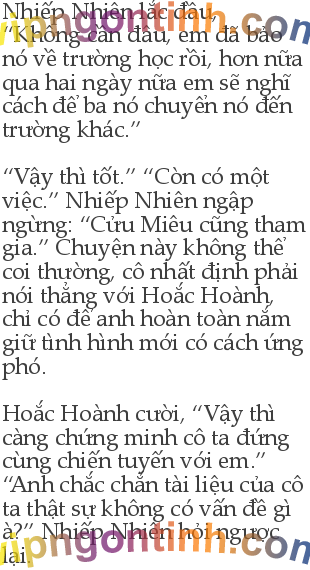 Nhiếp Nhiên lắc đầu,
“Không cần đâu, em đã bảo
nó về trường học rồi, hơn nữa
qua hai ngày nữa em sẽ nghĩ
cách để ba nó chuyển nó đến
trường khác.”
“Vậy thì tốt.” “Còn có một
việc.” Nhiếp Nhiên ngập
ngừng: “Cửu Miêu cũng tham
gia.” Chuyện này không thể
coi thường, cô nhất định phải
nói thẳng với Hoắc Hoành,
chỉ có để anh hoàn toàn nắm
giữ tình hình mới có cách ứng
phó.
Hoắc Hoành cười, “Vậy thì
càng chứng minh cô ta đứng
cùng chiến tuyến với em.”
“Anh chắc chắn tài liệu của cô
ta thật sự không có vấn đề gì
à?” Nhiếp Nhiên hỏi ngược
lại.